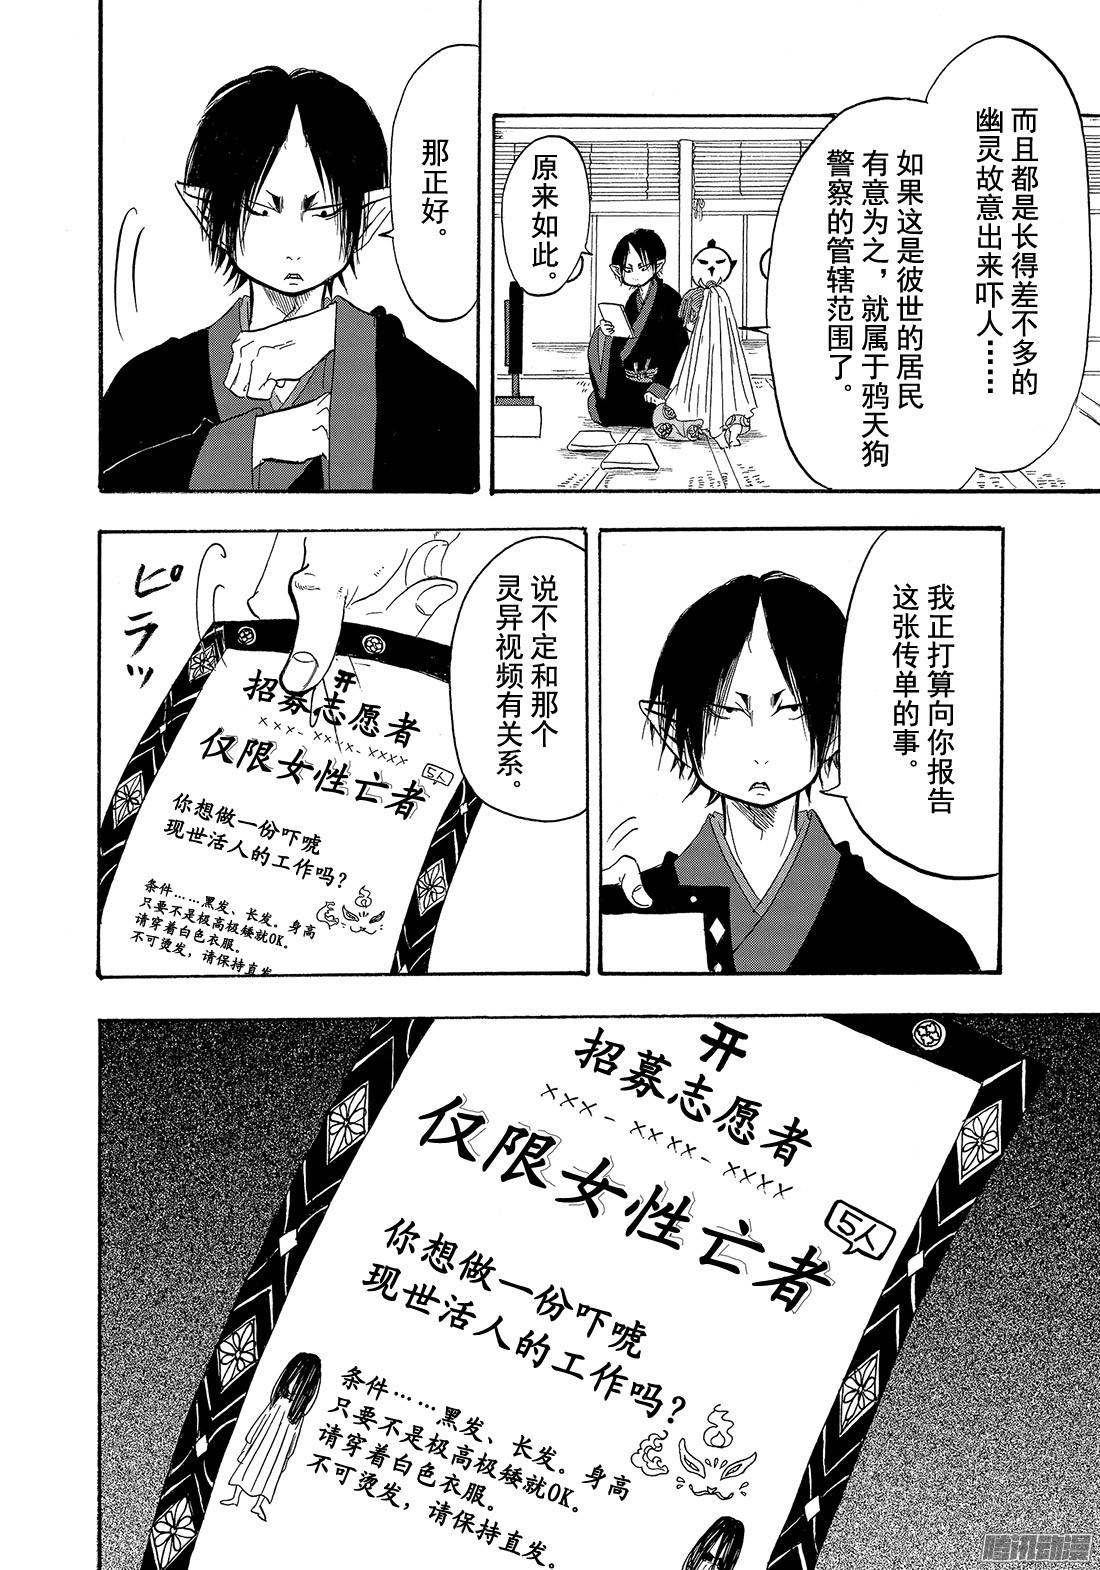 而且都是长得差不多的
幽灵故意出来吓人……
如果这是彼世的居民
有意为之，就属于鸦天狗
警察的管辖范围了。
原来如此。
那正好。
我正打算向你报告
这张传单的事。
说不定和那个
灵异视频有关系。
ピラッ
开
招募志愿者
×××-××××-××××
仅限女性亡者
5人
你想做一份吓唬
现世活人的工作吗？
条件……黑发、长发。身高
只要不是极高极矮就OK。
请穿着白色衣服。
不可烫发，请保持直发。
开
招募志愿者
×××-××××-××××
仅限女性亡者
5人
你想做一份吓唬
现世活人的工作吗？
条件……黑发、长发。身高
只要不是极高极矮就OK。
请穿着白色衣服。
不可烫发，请保持直发。
腾讯动漫